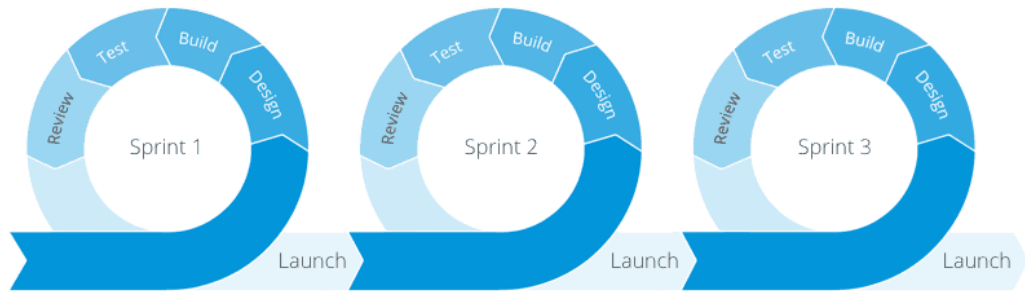 Test
Build
Design
Review
Sprint 1
Launch
Test
Build
Design
Review
Sprint 2
Launch
Test
Build
Design
Review
Sprint 3
Launch